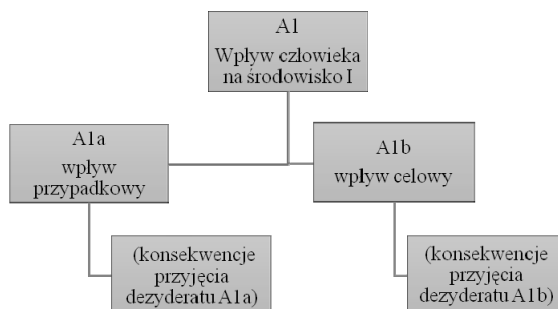 A1
Wpływ człowieka
na środowisko I
A1a
wpływ
przypadkowy
A1b
wpływ celowy
(konsekwencje
przyjęcia
dezyderatu A1a)
(konsekwencje
przyjęcia
dezyderatu A1b)